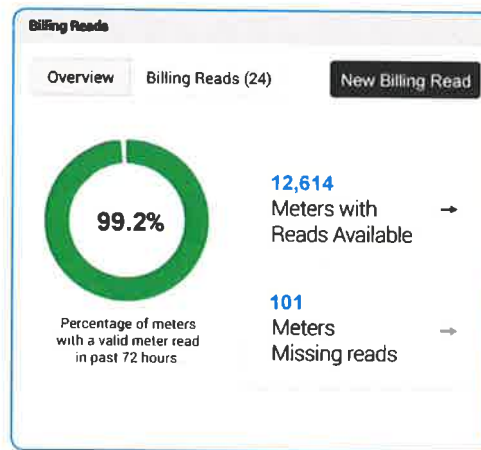 Billing Reads
Overview
Billing Reads (24)
New Billing Read
99.2%
Percentage of meters
with a valid meter read
in past 72 hours
12,614
Meters with
Reads Available
101
Meters
Missing reads